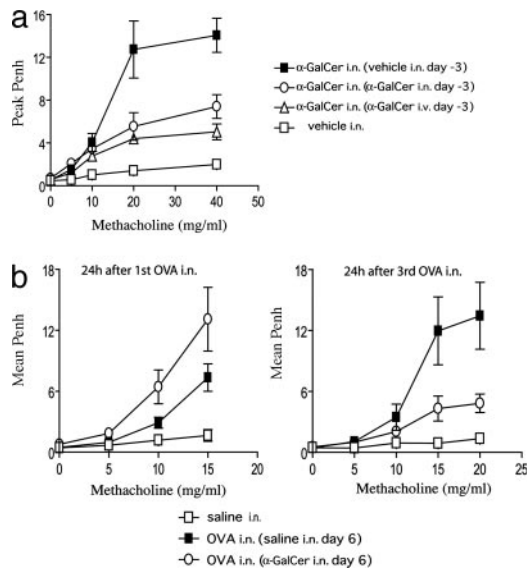 a
16
12
8
4
0
Peak Penh
0 10 20 30 40 50
Methacholine (mg/ml)
α-GalCer i.n. (vehicle i.n. day -3)
α-GalCer i.n. (α-GalCer i.n. day -3)
α-GalCer i.n. (α-GalCer i.v. day -3)
vehicle i.n.
b
24h after 1st OVA i.n.
18
12
6
0
Mean Penh
0 5 10 15 20
Methacholine (mg/ml)
24h after 3rd OVA i.n.
18
12
6
0
Mean Penh
0 5 10 15 20 25
Methacholine (mg/ml)
saline i.n.
OVA i.n. (saline i.n. day 6)
OVA i.n. (α-GalCer i.n. day 6)